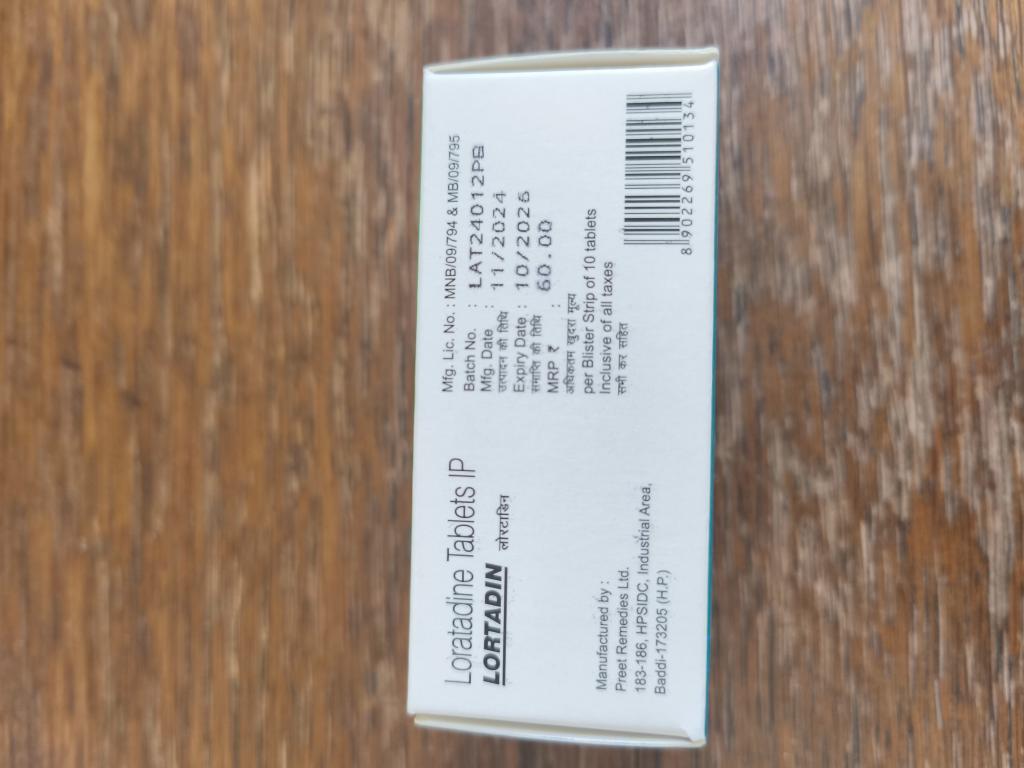 Loratadine Tablets IP
LORTADIN
लोरटाडिन
Manufactured by :
Preet Remedies Ltd.
183-186, HPSIDC, Industrial Area,
Baddi-173205 (H.P.)
Mfg. Lic. No. : MNB/09/794 & MB/09/795
Batch No. : LAT24012PB
Mfg. Date : 11/2024
उत्पादन की तिथि
Expiry Date : 10/2026
समाप्ति की तिथि
MRP ₹ : 60.00
अधिकतम खुदरा मूल्य
per Blister Strip of 10 tablets
Inclusive of all taxes
सभी कर सहित
8 902269 510134